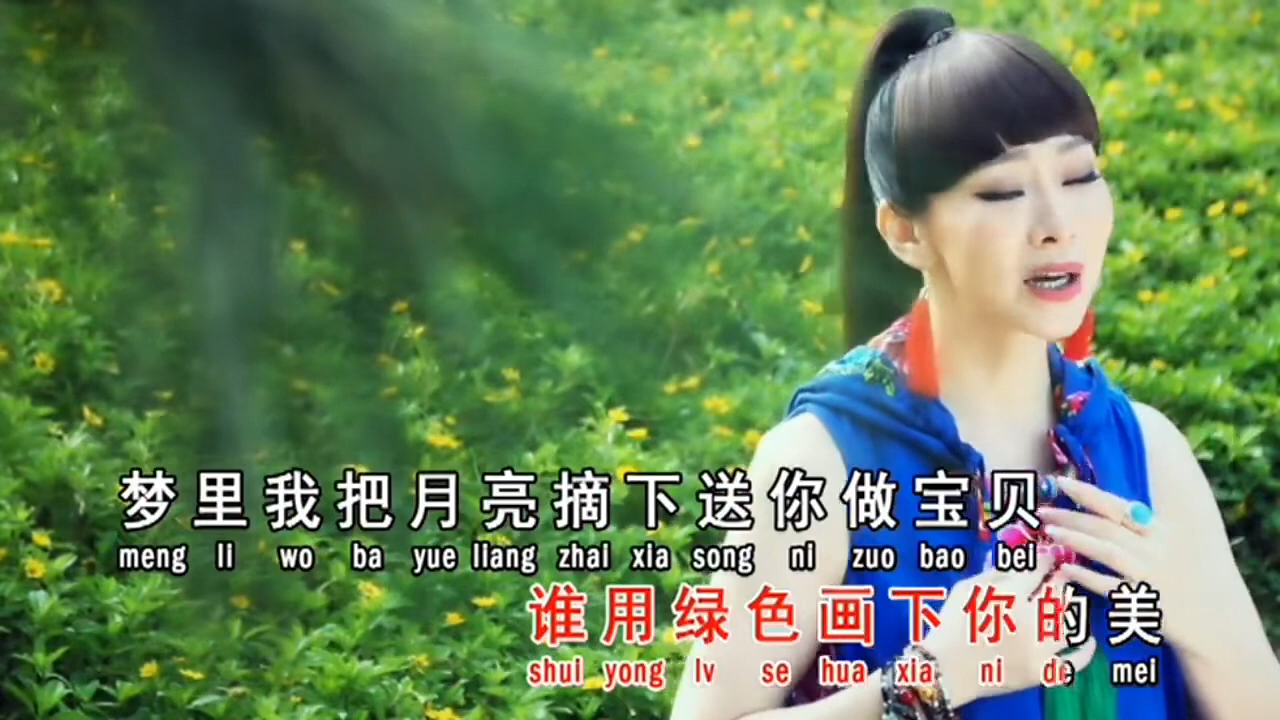 梦里我把月亮摘下送你做宝贝
meng li wo ba yue liang zhai xia song ni zuo bao bei
谁用绿色画下你的美
shui yong lv se hua xia ni de mei